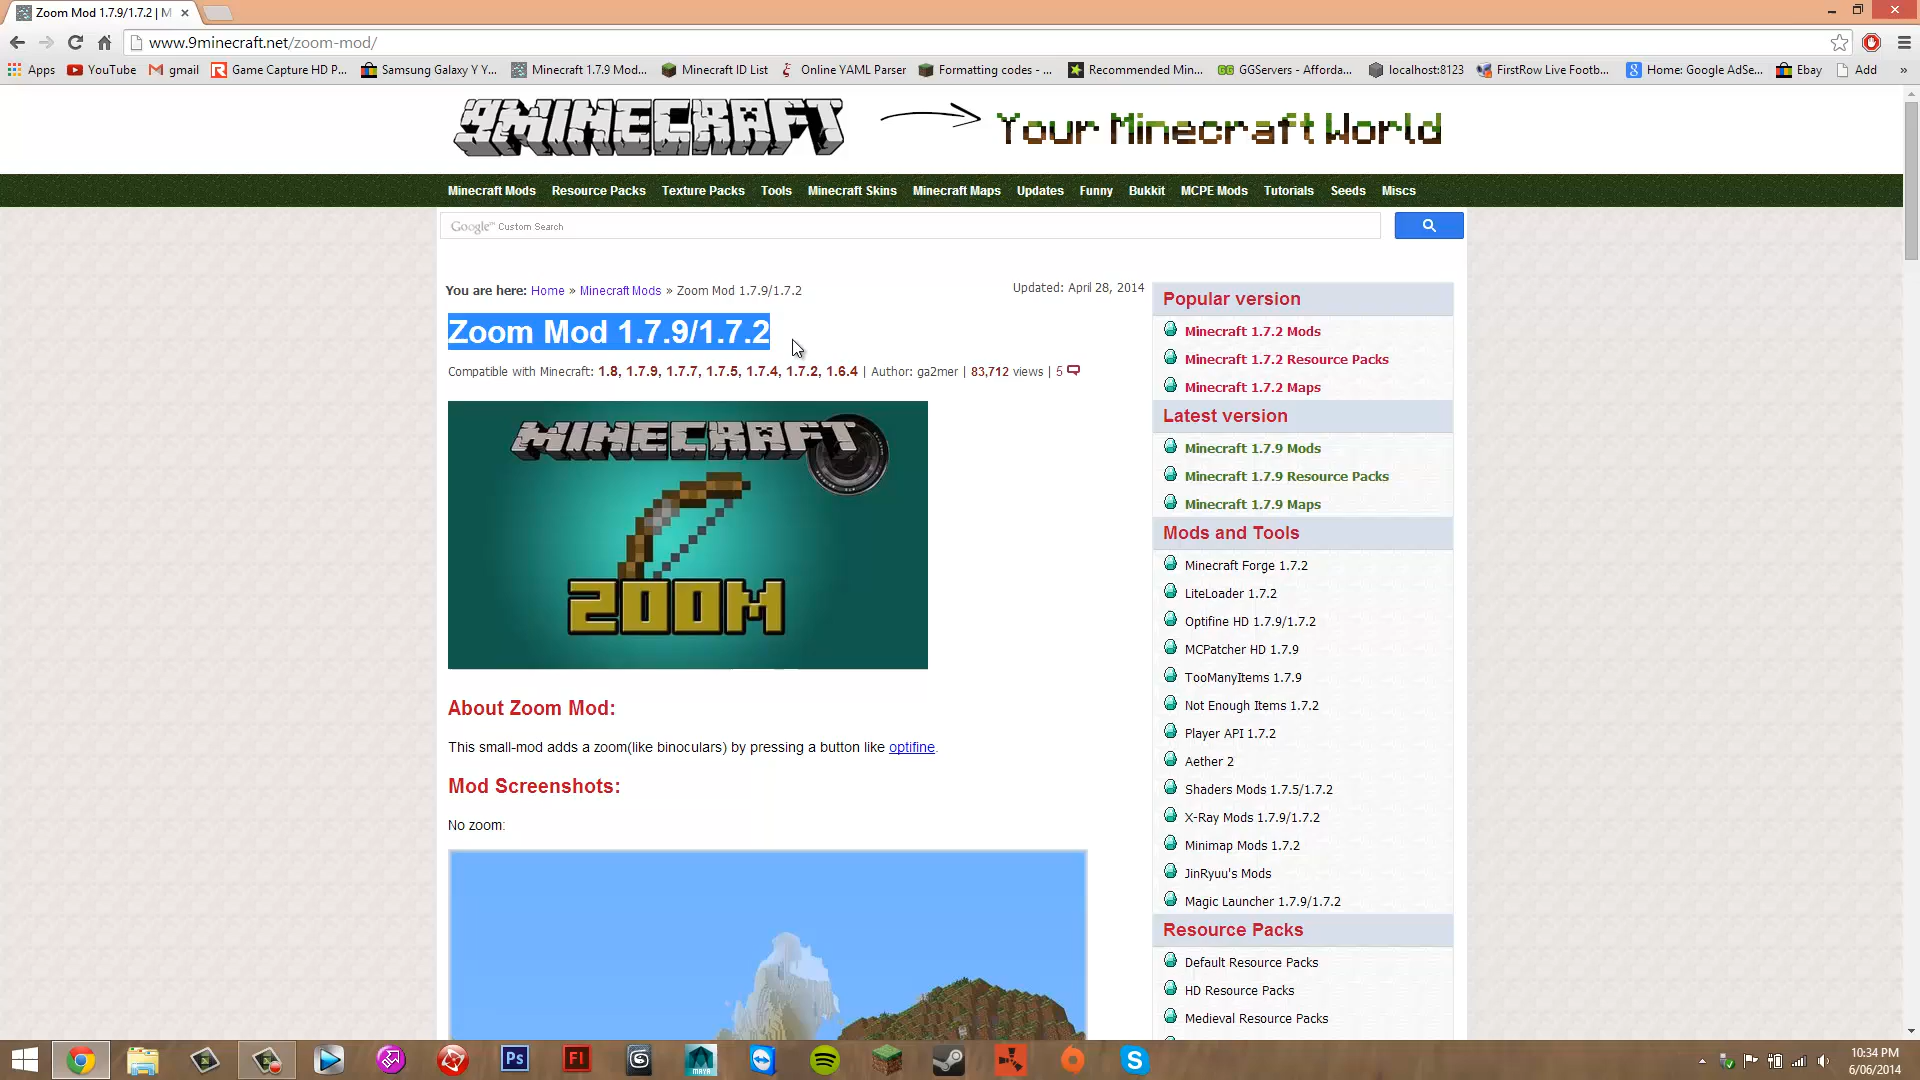 Zoom Mod 1.7.9/1.7.2 | M
www.9minecraft.net/zoom-mod/
Apps
YouTube
gmail
Game Capture HD P...
Samsung Galaxy Y Y...
Minecraft 1.7.9 Mod...
Minecraft ID List
Online YAML Parser
Formatting codes - ...
Recommended Min...
GGServers - Afforda...
localhost:8123
FirstRow Live Footb...
Home: Google AdSe...
Ebay
Add
»
9MINECRAFT
Your Minecraft World
Minecraft Mods Resource Packs Texture Packs Tools Minecraft Skins Minecraft Maps Updates Funny Bukkit MCPE Mods Tutorials Seeds Miscs
Google™ Custom Search
You are here: Home » Minecraft Mods » Zoom Mod 1.7.9/1.7.2
Updated: April 28, 2014
Zoom Mod 1.7.9/1.7.2
Compatible with Minecraft: 1.8, 1.7.9, 1.7.7, 1.7.5, 1.7.4, 1.7.2, 1.6.4 | Author: ga2mer | 83,712 views | 5
MINECRAFT
ZOOM
About Zoom Mod:
This small-mod adds a zoom(like binoculars) by pressing a button like optifine.
Mod Screenshots:
No zoom:
Popular version
Minecraft 1.7.2 Mods
Minecraft 1.7.2 Resource Packs
Minecraft 1.7.2 Maps
Latest version
Minecraft 1.7.9 Mods
Minecraft 1.7.9 Resource Packs
Minecraft 1.7.9 Maps
Mods and Tools
Minecraft Forge 1.7.2
LiteLoader 1.7.2
Optifine HD 1.7.9/1.7.2
MCPatcher HD 1.7.9
TooManyItems 1.7.9
Not Enough Items 1.7.2
Player API 1.7.2
Aether 2
Shaders Mods 1.7.5/1.7.2
X-Ray Mods 1.7.9/1.7.2
Minimap Mods 1.7.2
JinRyuu's Mods
Magic Launcher 1.7.9/1.7.2
Resource Packs
Default Resource Packs
HD Resource Packs
Medieval Resource Packs
Ps
Fl
MAYA
10:34 PM
6/06/2014